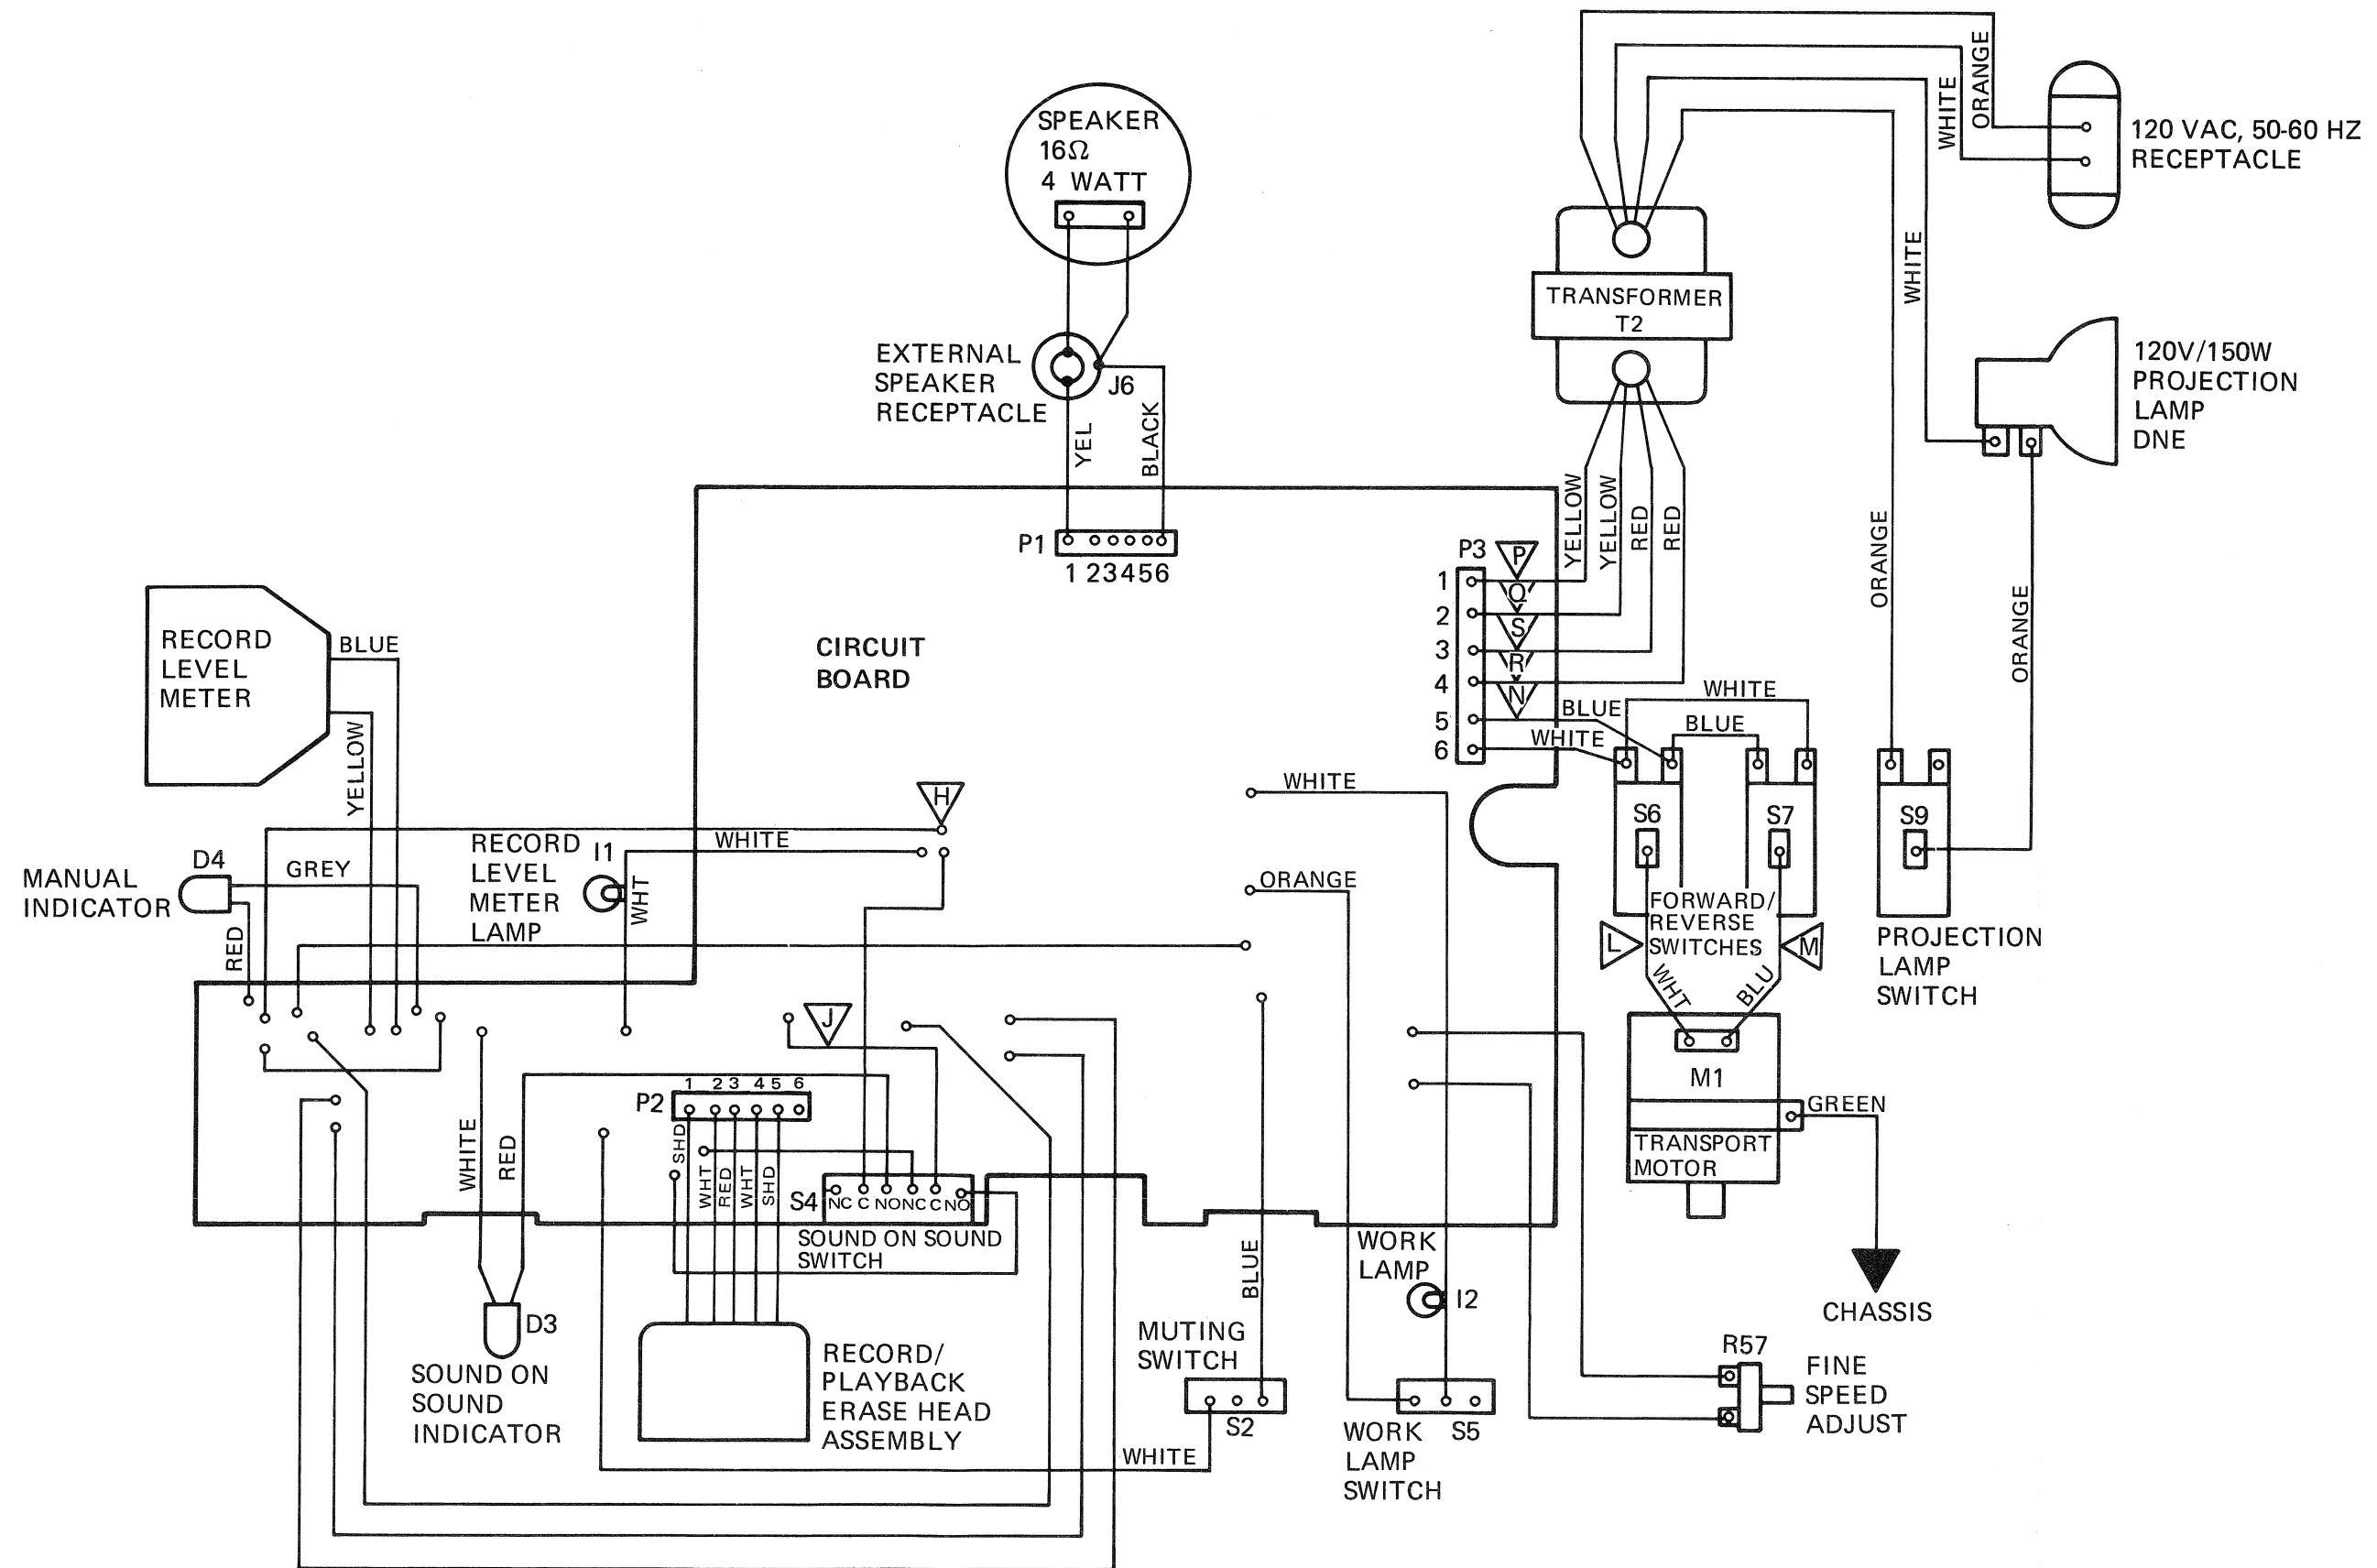 SPEAKER
16Ω
4 WATT
EXTERNAL
SPEAKER
RECEPTACLE
J6
YEL
BLACK
P1
1 23456
ORANGE
WHITE
120 VAC, 50-60 HZ
RECEPTACLE
WHITE
TRANSFORMER
T2
120V/150W
PROJECTION
LAMP
DNE
YELLOW
YELLOW
RED
RED
ORANGE
ORANGE
P3
1
2
3
4
5
6
P
Q
S
R
N
BLUE
WHITE
WHITE
BLUE
S6
S7
S9
FORWARD/
REVERSE
SWITCHES
L
M
WHT
BLU
PROJECTION
LAMP
SWITCH
M1
TRANSPORT
MOTOR
GREEN
CHASSIS
CIRCUIT
BOARD
RECORD
LEVEL
METER
BLUE
YELLOW
H
WHITE
RECORD
LEVEL
METER
LAMP
I1
WHT
D4
GREY
MANUAL
INDICATOR
RED
WHITE
ORANGE
J
P2
1 2 3 4 5 6
SHD
WHT
RED
WHT
SHD
WHITE
RED
S4
NC C NO NC C NO
SOUND ON SOUND
SWITCH
D3
SOUND ON
SOUND
INDICATOR
RECORD/
PLAYBACK
ERASE HEAD
ASSEMBLY
BLUE
MUTING
SWITCH
S2
WHITE
WORK
LAMP
I2
WORK
LAMP
SWITCH
S5
R57
FINE
SPEED
ADJUST